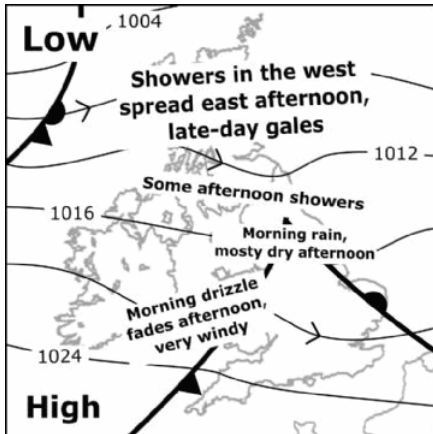 Low
1004
Showers in the west
spread east afternoon,
late-day gales
1012
Some afternoon showers
1016
Morning rain,
mosty dry afternoon
Morning drizzle
fades afternoon,
very windy
1024
High